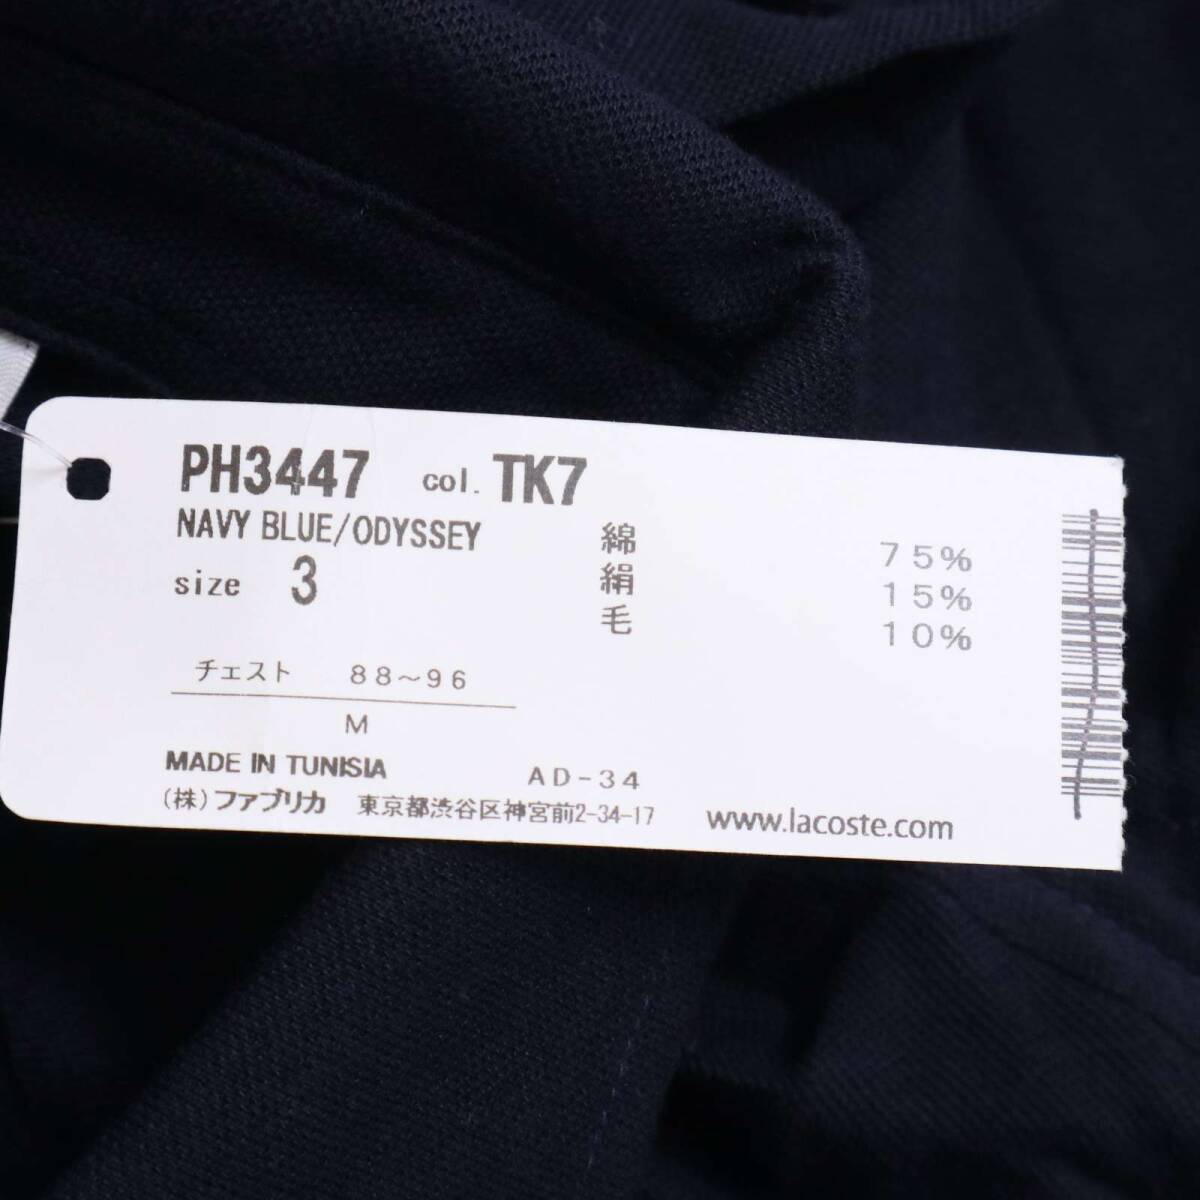 PH3447 col. TK7
NAVY BLUE/ODYSSEY
size 3
綿 75%
絹 15%
毛 10%
チェスト 88～96
M
MADE IN TUNISIA AD-34
(株)ファブリカ 東京都渋谷区神宮前2-34-17 www.lacoste.com